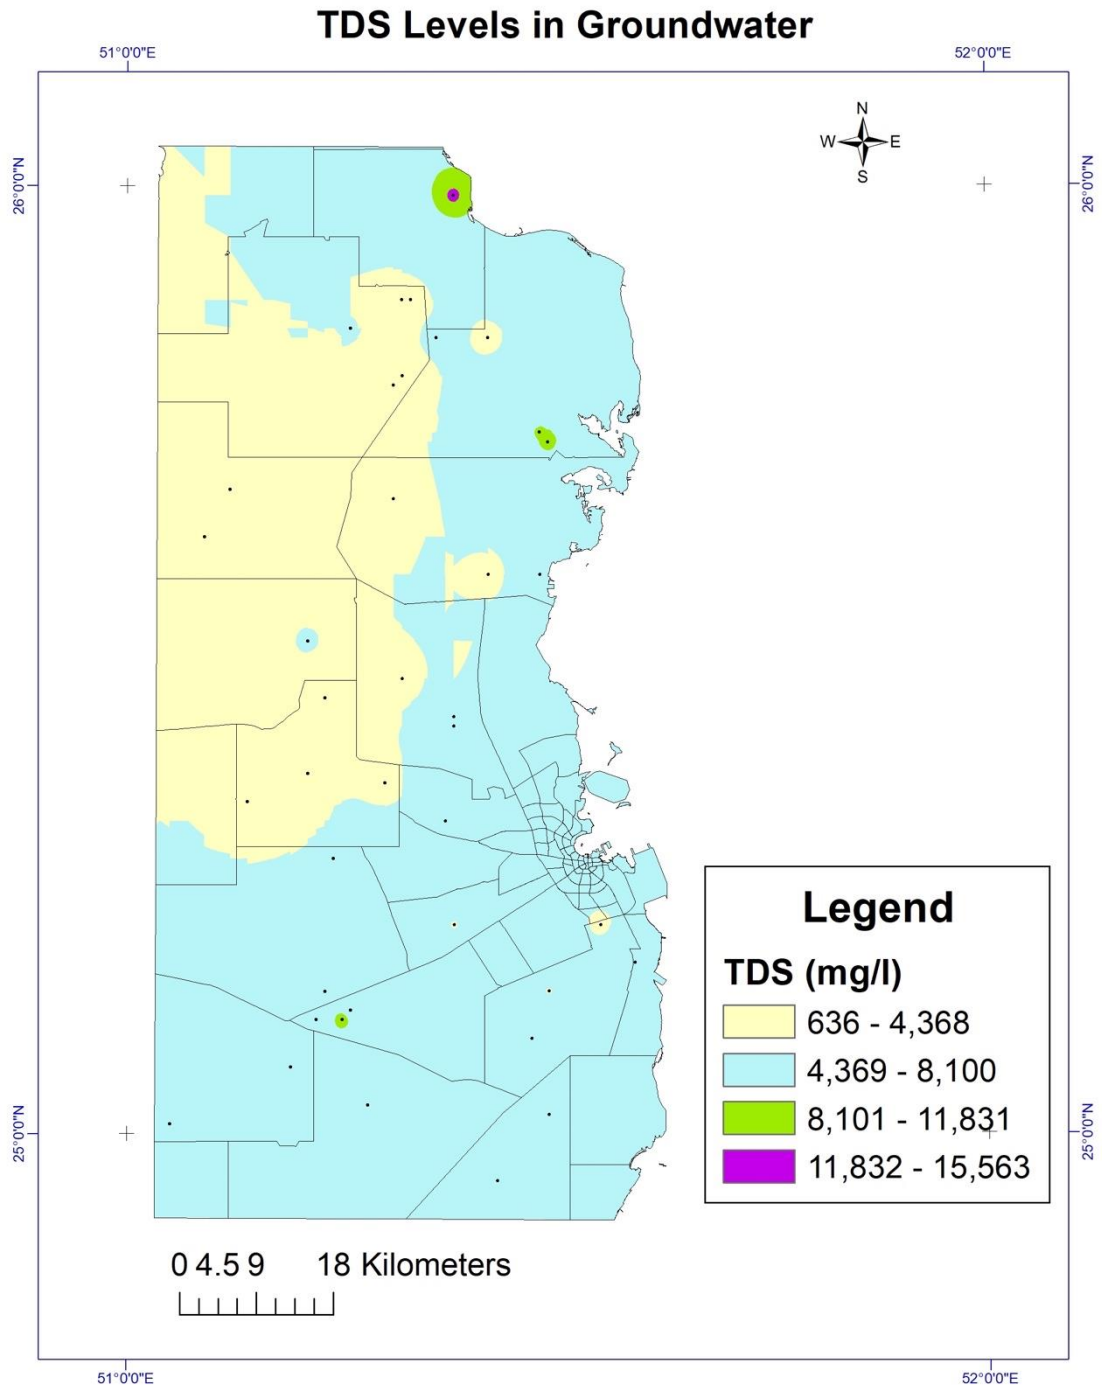 TDS Levels in Groundwater
51°0'0"E
52°0'0"E
N
W E
S
26°0'0"N
26°0'0"N
Legend
TDS (mg/l)
636 - 4,368
4,369 - 8,100
8,101 - 11,831
11,832 - 15,563
25°0'0"N
25°0'0"N
0 4.5 9 18 Kilometers
51°0'0"E
52°0'0"E